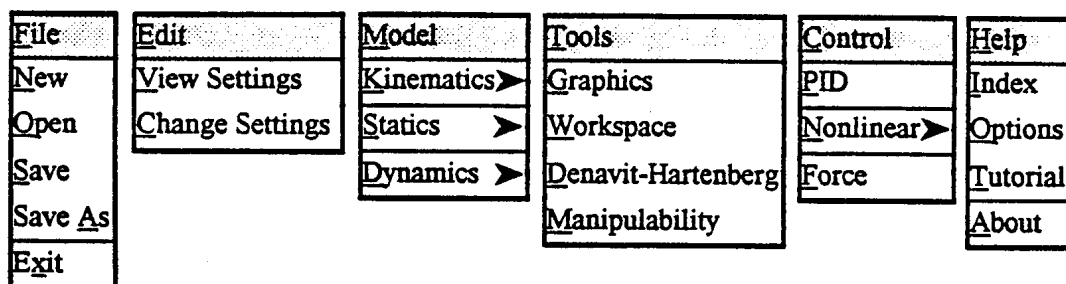 File
New
Open
Save
Save As
Exit
Edit
View Settings
Change Settings
Model
Kinematics
Statics
Dynamics
Tools
Graphics
Workspace
Denavit-Hartenberg
Manipulability
Control
PID
Nonlinear
Force
Help
Index
Options
Tutorial
About